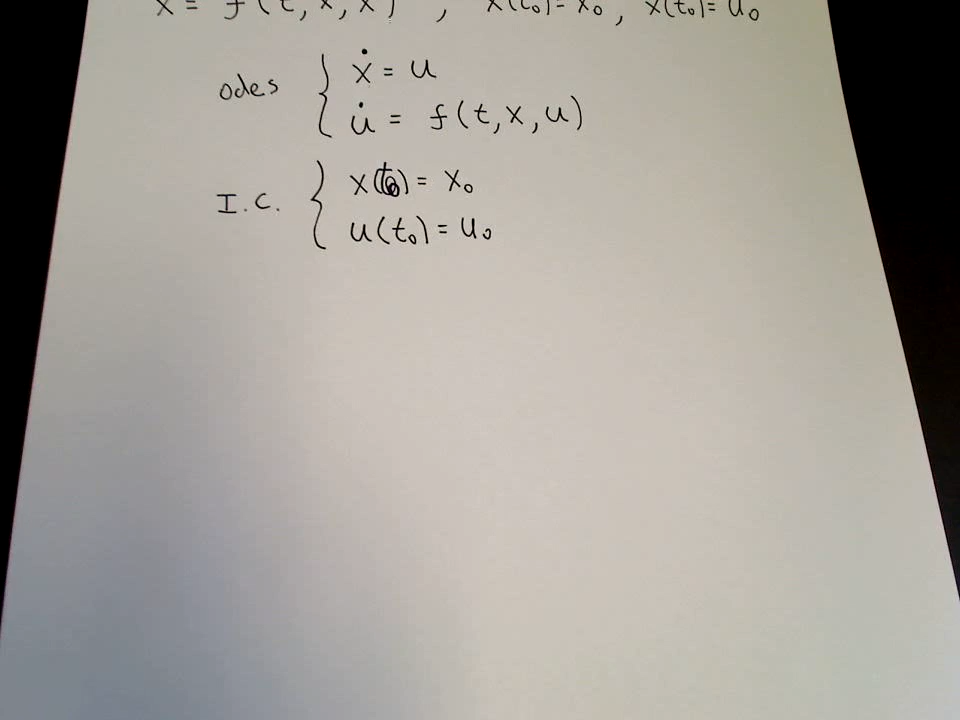 x = f(t, x, x) , x(t₀) = x₀ , x(t₀) = u₀
odes { ẋ = u
u̇ = f(t, x, u)
I.C. { x(t₀) = x₀
u(t₀) = u₀